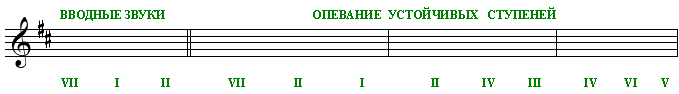 ВВОДНЫЕ ЗВУКИ ОПЕВАНИЕ УСТОЙЧИВЫХ СТУПЕНЕЙ
VII I II VII II I II IV III IV VI V